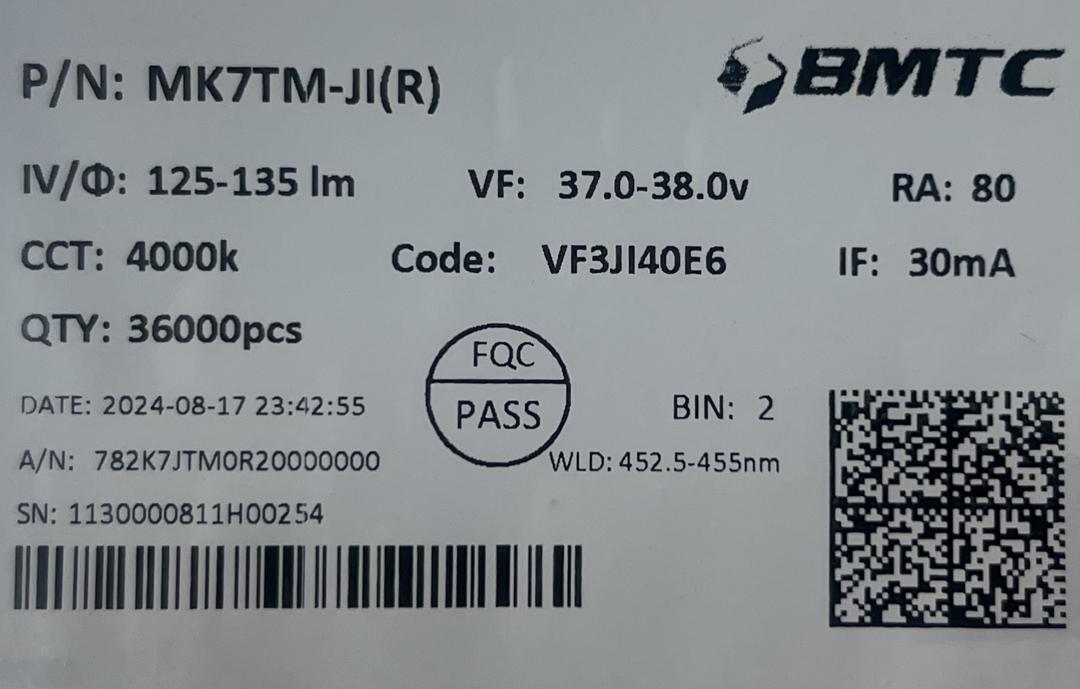 P/N: MK7TM-JI(R)
BMTC
IV/Φ: 125-135 lm VF: 37.0-38.0v RA: 80
CCT: 4000k Code: VF3JI40E6 IF: 30mA
QTY: 36000pcs
FQC
PASS
DATE: 2024-08-17 23:42:55 BIN: 2
A/N: 782K7JTM0R20000000 WLD: 452.5-455nm
SN: 1130000811H00254